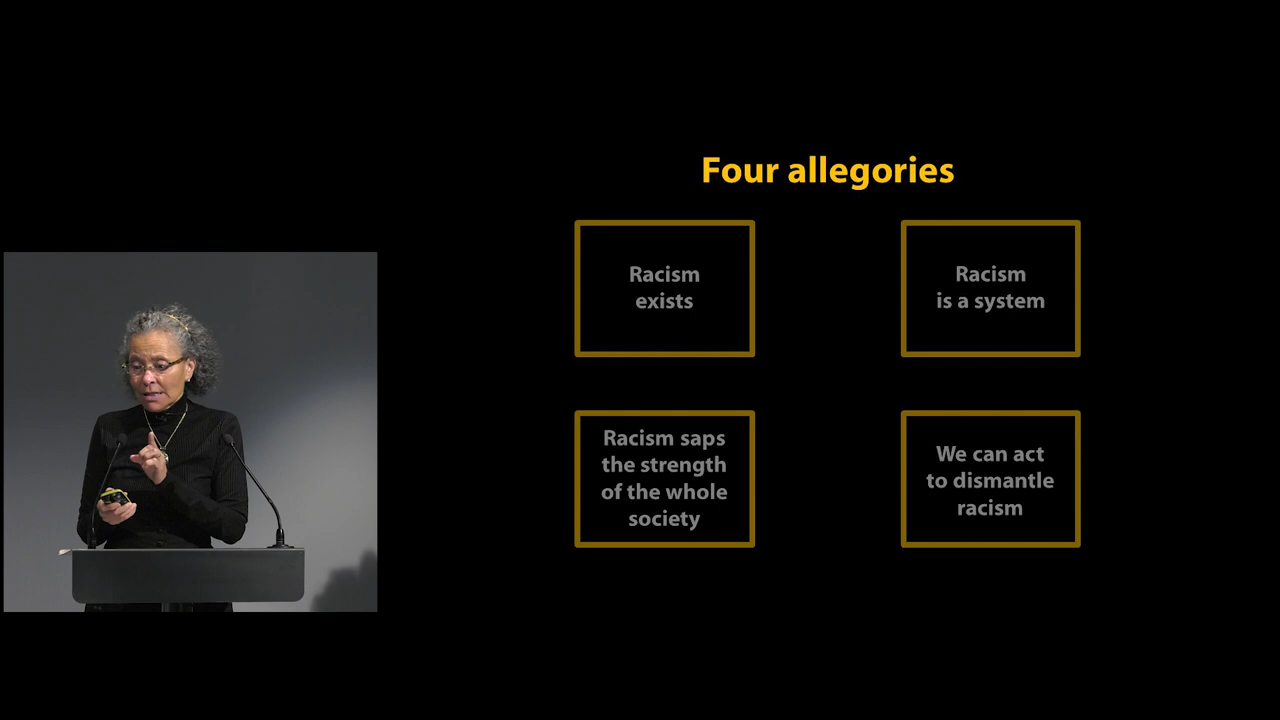 Four allegories
Racism
exists
Racism
is a system
Racism saps
the strength
of the whole
society
We can act
to dismantle
racism